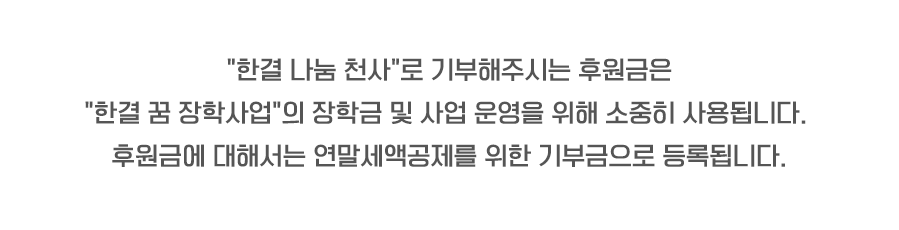 "한결 나눔 천사"로 기부해주시는 후원금은
"한결 꿈 장학사업"의 장학금 및 사업 운영을 위해 소중히 사용됩니다.
후원금에 대해서는 연말세액공제를 위한 기부금으로 등록됩니다.